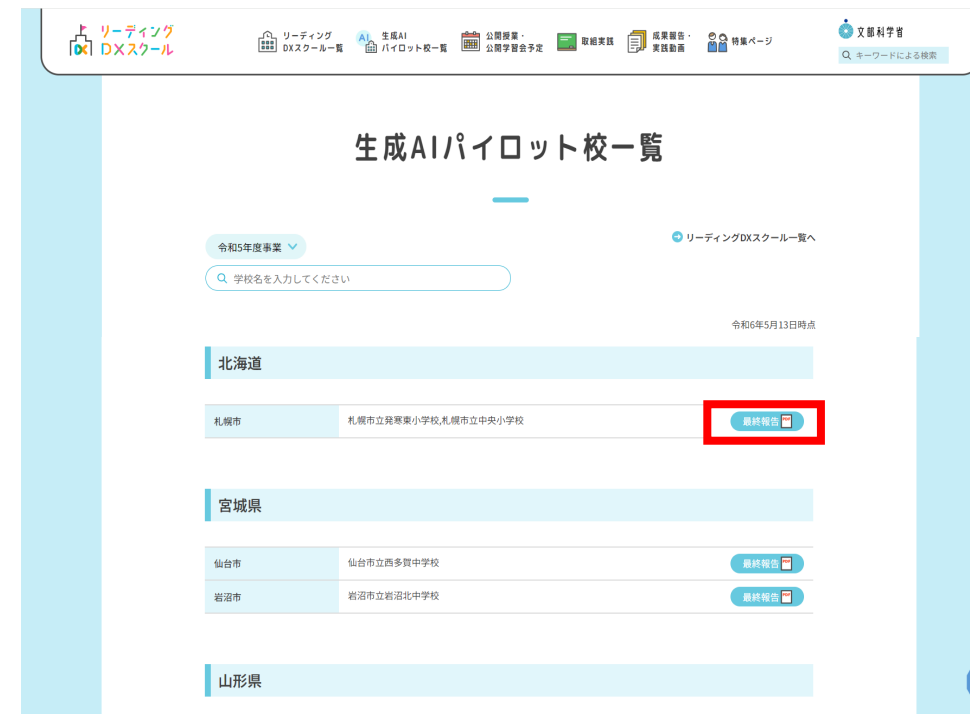 リーディング
DXスクール
リーディング
DXスクール一覧
AI 生成AI
パイロット校一覧
公開授業・
公開学習会予定
取組実践
成果報告・
実践動画
特集ページ
文部科学省
キーワードによる検索
生成AIパイロット校一覧
令和5年度事業
リーディングDXスクール一覧へ
学校名を入力してください
令和6年5月13日時点
北海道
札幌市 札幌市立発寒東小学校,札幌市立中央小学校 最終報告 PDF
宮城県
仙台市 仙台市立西多賀中学校 最終報告 PDF
岩沼市 岩沼市立岩沼北中学校 最終報告 PDF
山形県